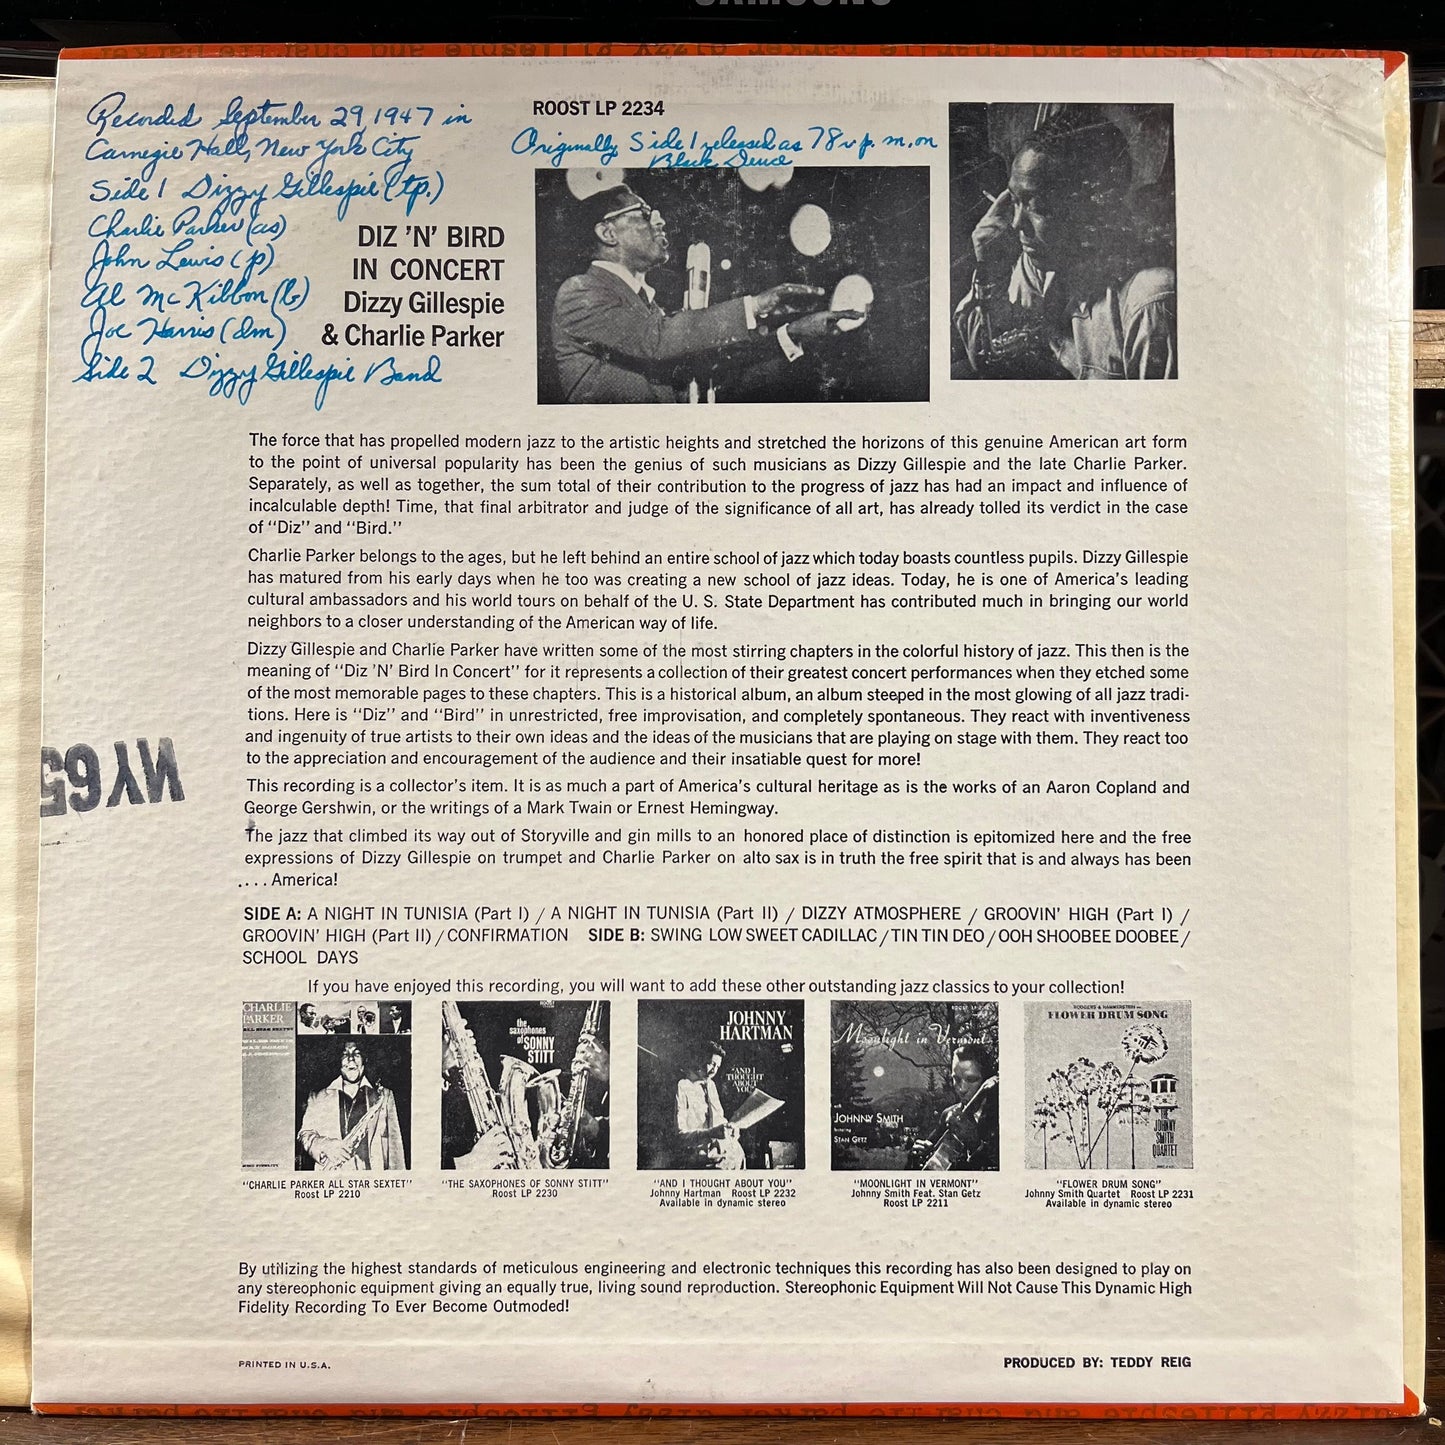 SAMSUNG
Recorded September 29, 1947 in
Carnegie Hall, New York City
Side 1 Dizzy Gillespie (tp.)
Charlie Parker (as)
John Lewis (p)
Al McKibbon (b)
Joe Harris (dm)
Side 2 Dizzy Gillespie Band
ROOST LP 2234
Originally Side 1 released as 78 r.p.m. on
Black Deuce
DIZ 'N' BIRD
IN CONCERT
Dizzy Gillespie
& Charlie Parker
The force that has propelled modern jazz to the artistic heights and stretched the horizons of this genuine American art form
to the point of universal popularity has been the genius of such musicians as Dizzy Gillespie and the late Charlie Parker.
Separately, as well as together, the sum total of their contribution to the progress of jazz has had an impact and influence of
incalculable depth! Time, that final arbitrator and judge of the significance of all art, has already tolled its verdict in the case
of "Diz" and "Bird."
Charlie Parker belongs to the ages, but he left behind an entire school of jazz which today boasts countless pupils. Dizzy Gillespie
has matured from his early days when he too was creating a new school of jazz ideas. Today, he is one of America's leading
cultural ambassadors and his world tours on behalf of the U. S. State Department has contributed much in bringing our world
neighbors to a closer understanding of the American way of life.
Dizzy Gillespie and Charlie Parker have written some of the most stirring chapters in the colorful history of jazz. This then is the
meaning of "Diz 'N' Bird In Concert" for it represents a collection of their greatest concert performances when they etched some
of the most memorable pages to these chapters. This is a historical album, an album steeped in the most glowing of all jazz tradi-
tions. Here is "Diz" and "Bird" in unrestricted, free improvisation, and completely spontaneous. They react with inventiveness
and ingenuity of true artists to their own ideas and the ideas of the musicians that are playing on stage with them. They react too
to the appreciation and encouragement of the audience and their insatiable quest for more!
This recording is a collector's item. It is as much a part of America's cultural heritage as is the works of an Aaron Copland and
George Gershwin, or the writings of a Mark Twain or Ernest Hemingway.
The jazz that climbed its way out of Storyville and gin mills to an honored place of distinction is epitomized here and the free
expressions of Dizzy Gillespie on trumpet and Charlie Parker on alto sax is in truth the free spirit that is and always has been
.... America!
MY65
SIDE A: A NIGHT IN TUNISIA (Part I) / A NIGHT IN TUNISIA (Part II) / DIZZY ATMOSPHERE / GROOVIN' HIGH (Part I) /
GROOVIN' HIGH (Part II) / CONFIRMATION SIDE B: SWING LOW SWEET CADILLAC / TIN TIN DEO / OOH SHOOBEE DOOBEE /
SCHOOL DAYS
If you have enjoyed this recording, you will want to add these other outstanding jazz classics to your collection!
CHARLIE
PARKER
ALL STAR SEXTET
the
saxophones
of SONNY
STITT
JOHNNY
HARTMAN
"AND I
THOUGHT
ABOUT
YOU"
Moonlight in Vermont
JOHNNY SMITH
featuring
STAN GETZ
RODGERS & HAMMERSTEIN
FLOWER DRUM SONG
JOHNNY
SMITH
QUARTET
"CHARLIE PARKER ALL STAR SEXTET"
Roost LP 2210
"THE SAXOPHONES OF SONNY STITT"
Roost LP 2230
"AND I THOUGHT ABOUT YOU"
Johnny Hartman Roost LP 2232
Available in dynamic stereo
"MOONLIGHT IN VERMONT"
Johnny Smith Feat. Stan Getz
Roost LP 2211
"FLOWER DRUM SONG"
Johnny Smith Quartet Roost LP 2231
Available in dynamic stereo
By utilizing the highest standards of meticulous engineering and electronic techniques this recording has also been designed to play on
any stereophonic equipment giving an equally true, living sound reproduction. Stereophonic Equipment Will Not Cause This Dynamic High
Fidelity Recording To Ever Become Outmoded!
PRINTED IN U.S.A.
PRODUCED BY: TEDDY REIG